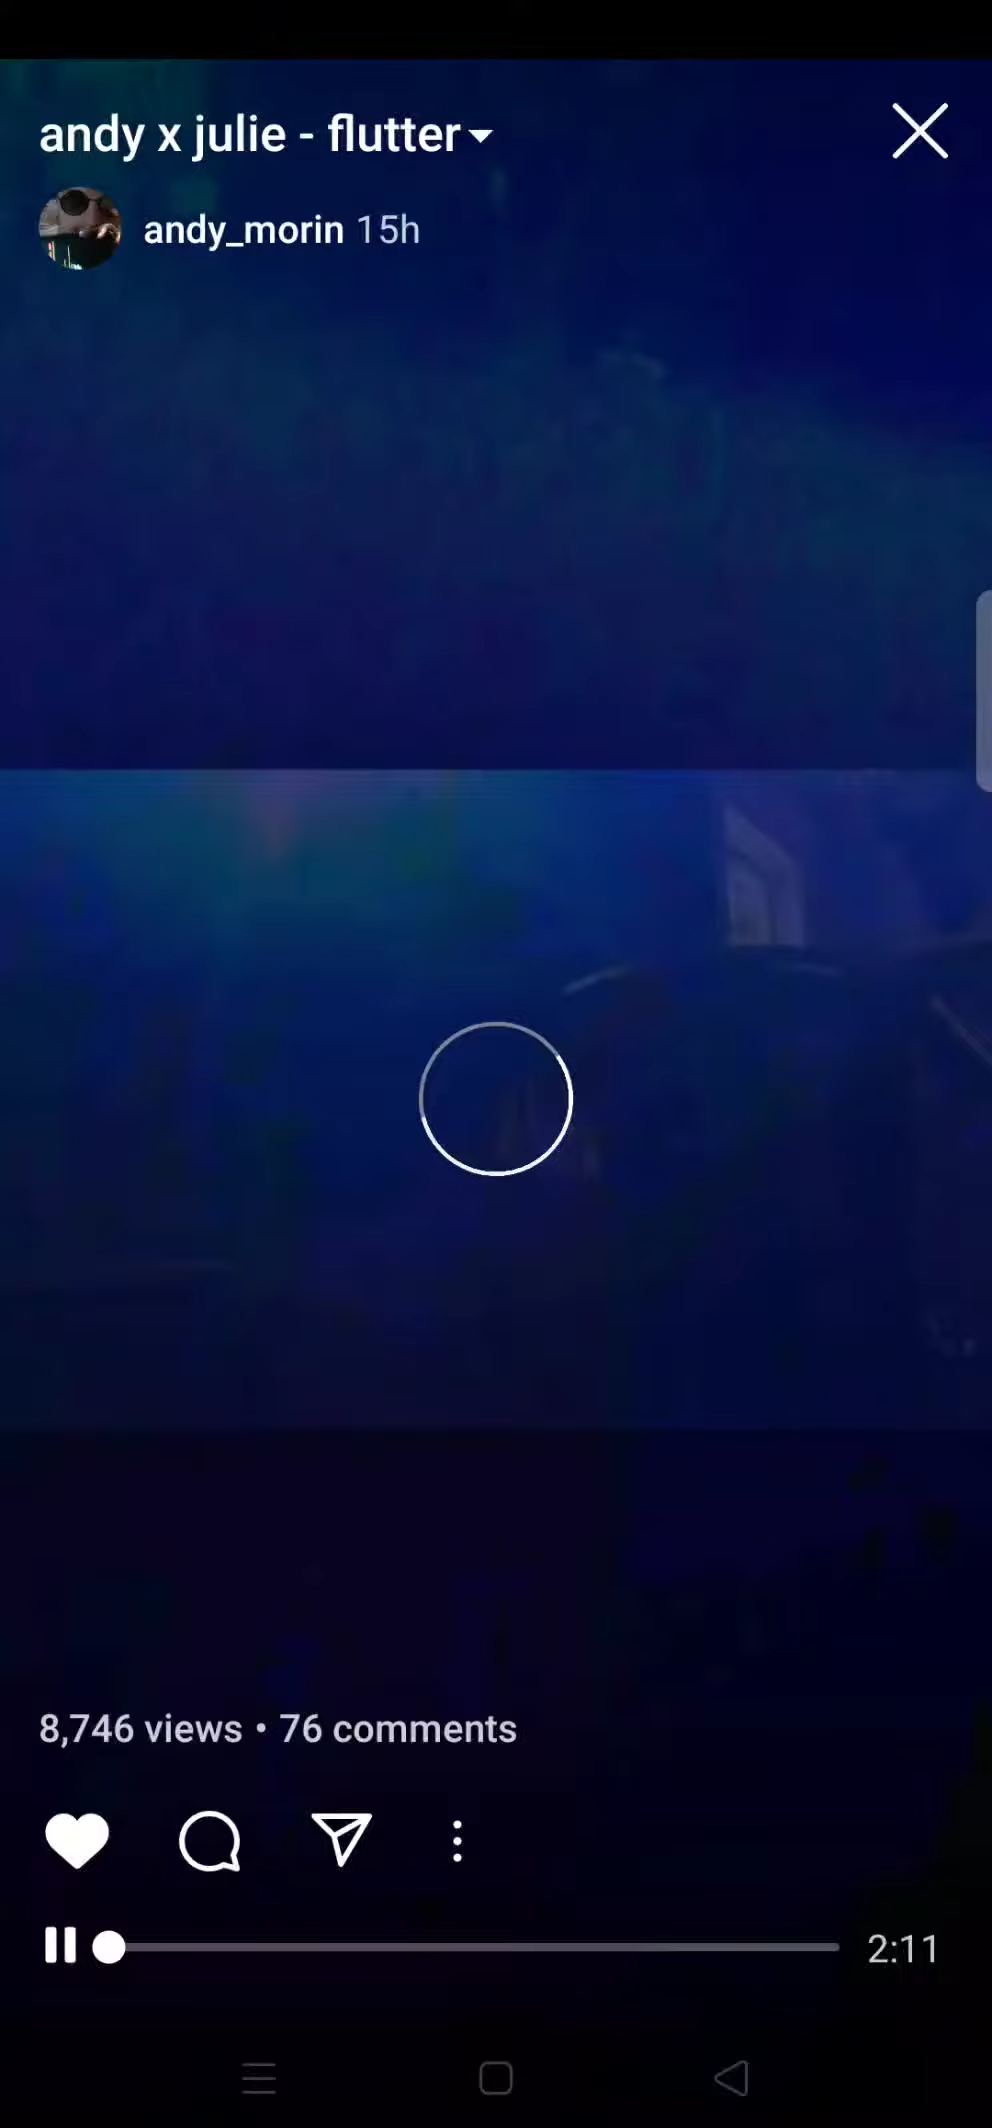 andy x julie - flutter
andy_morin 15h
8,746 views • 76 comments
2:11